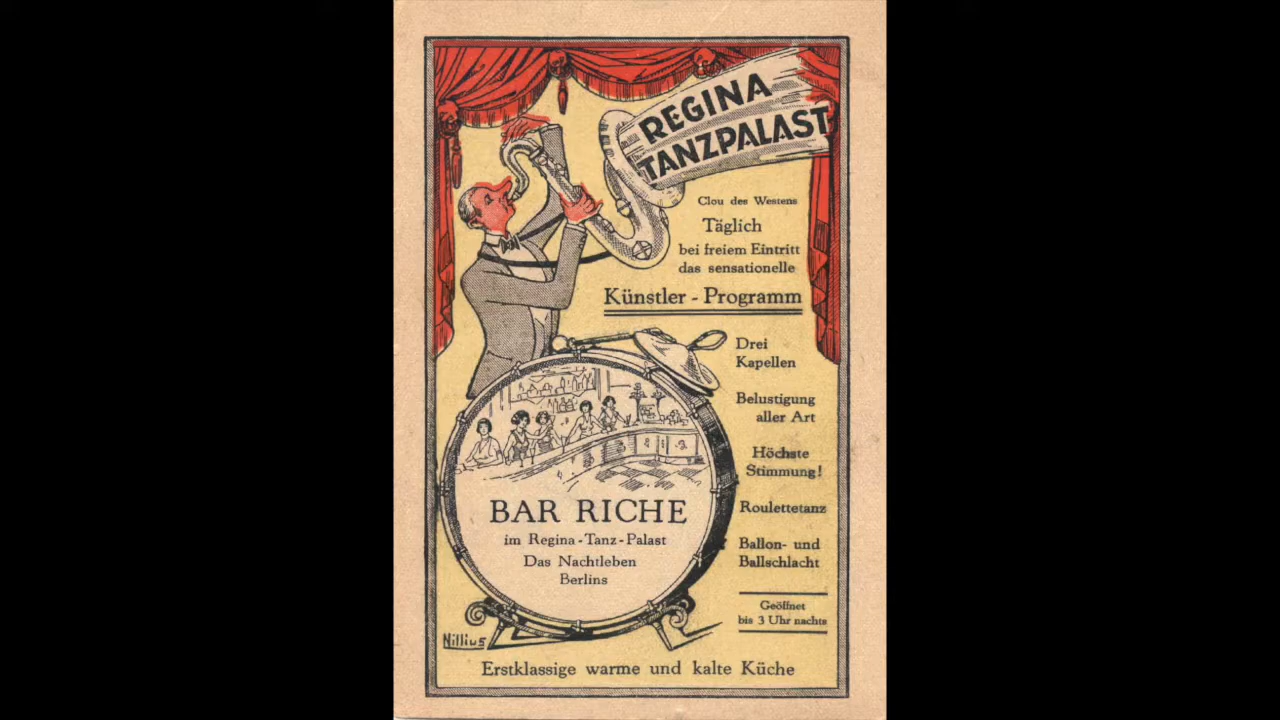 REGINA
TANZPALAST
Clou des Westens
Täglich
bei freiem Eintritt
das sensationelle
Künstler - Programm
Drei
Kapellen
Belustigung
aller Art
Höchste
Stimmung!
Roulettetanz
Ballon- und
Ballschlacht
Geöffnet
bis 3 Uhr nachts
BAR RICHE
im Regina-Tanz-Palast
Das Nachtleben
Berlins
Nillius
Erstklassige warme und kalte Küche